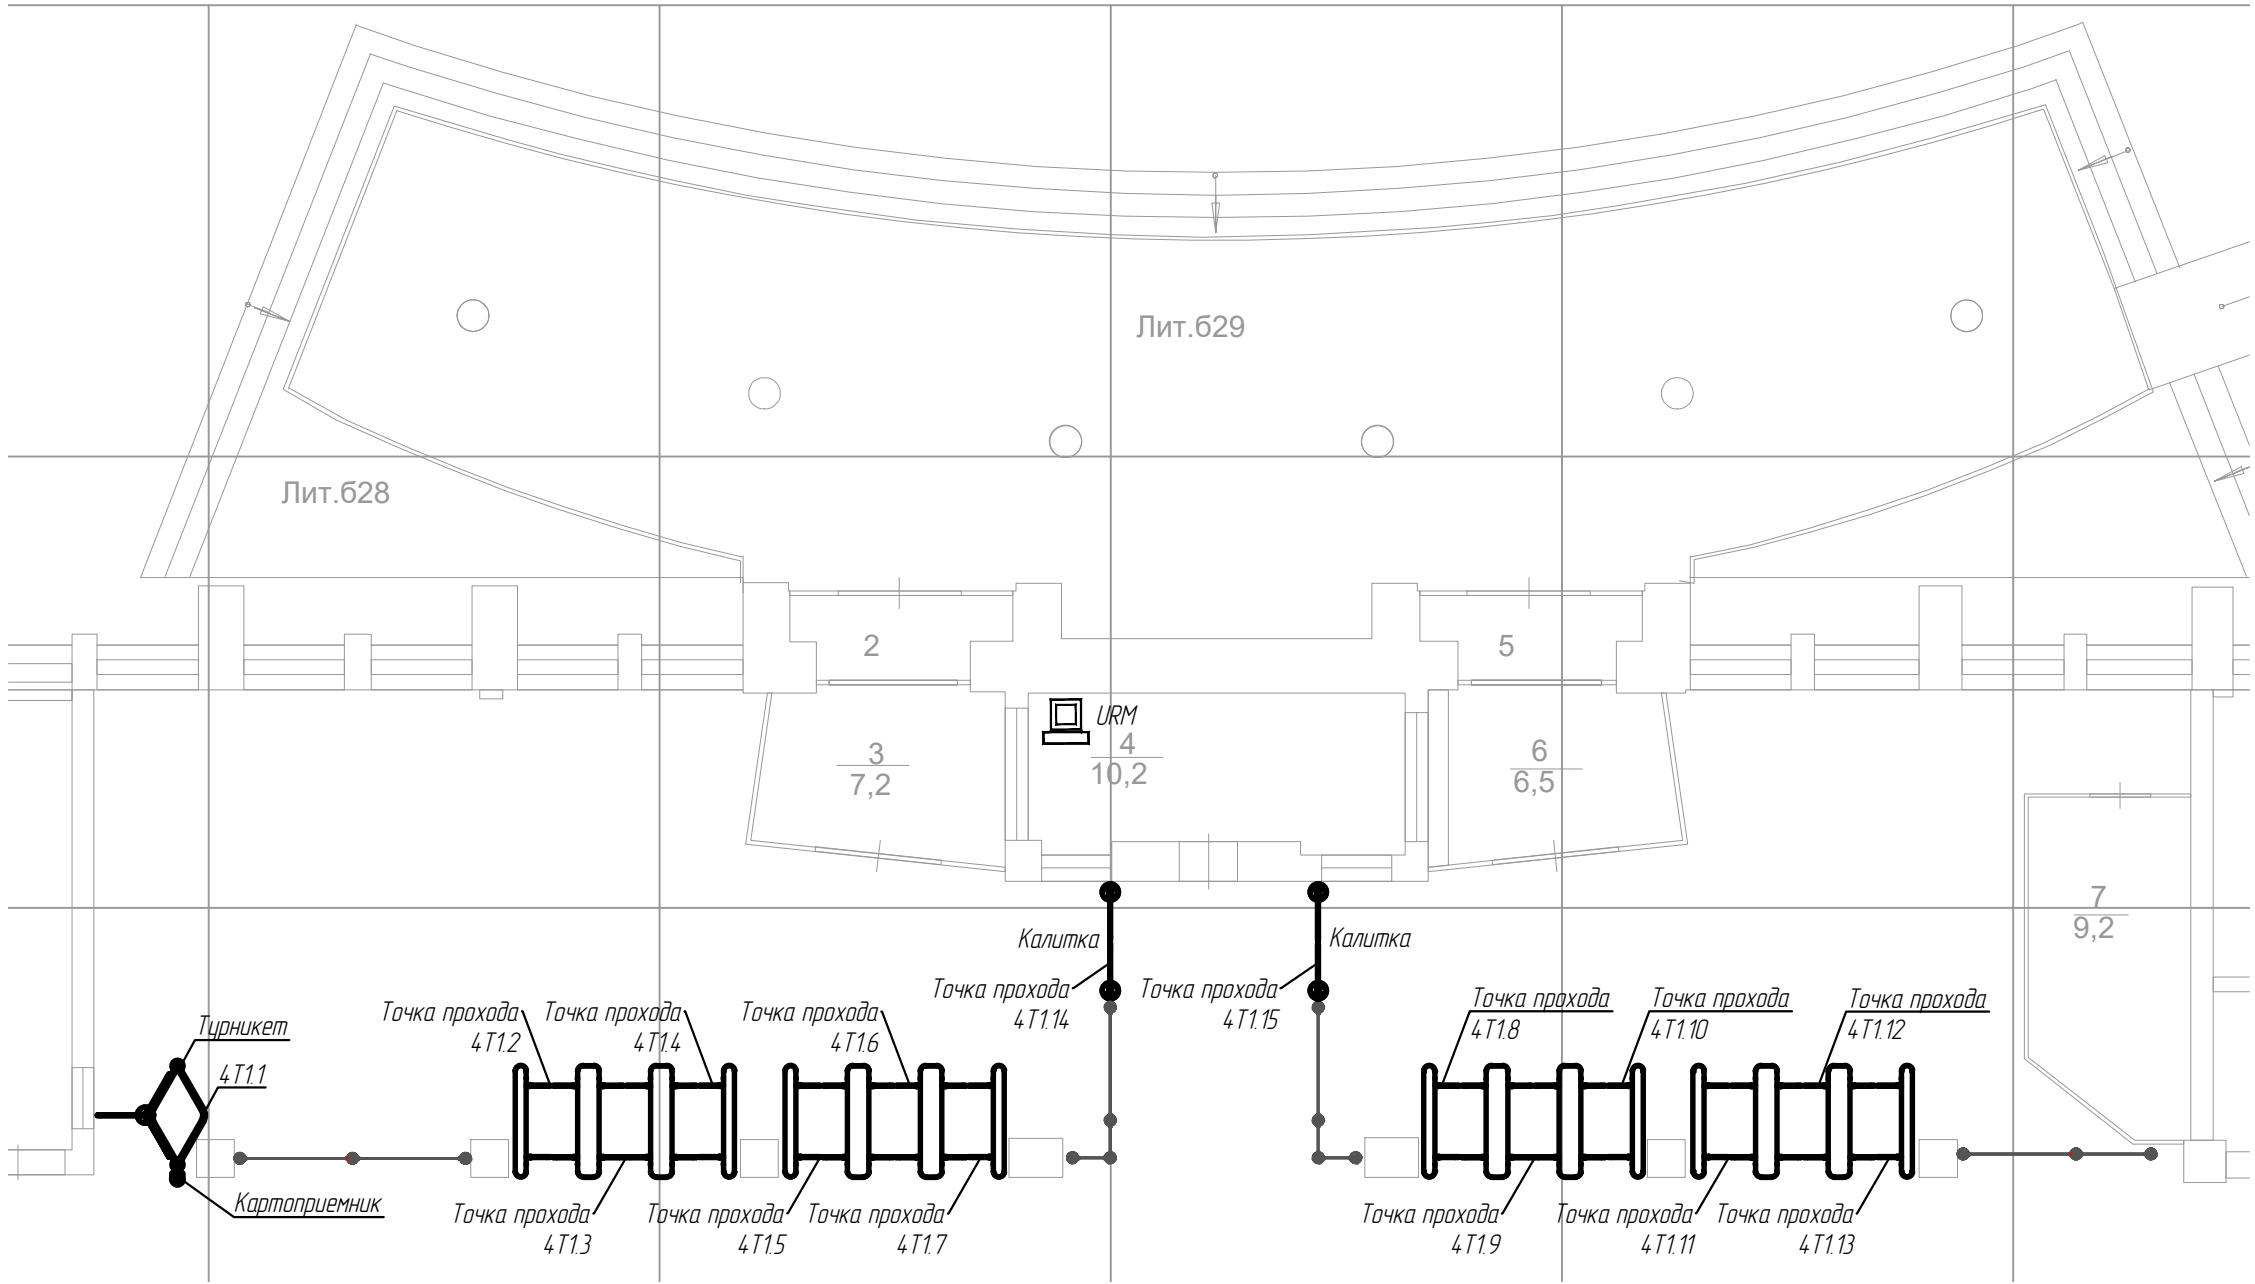 Лит.б29
Лит.б28
2
5
URM
3
7,2
4
10,2
6
6,5
7
9,2
Калитка
Калитка
Точка прохода
4Т1.14
Точка прохода
4Т1.15
Турникет
4Т1.1
Точка прохода
4Т1.2
Точка прохода
4Т1.4
Точка прохода
4Т1.6
Точка прохода
4Т1.8
Точка прохода
4Т1.10
Точка прохода
4Т1.12
Картоприемник
Точка прохода
4Т1.3
Точка прохода
4Т1.5
Точка прохода
4Т1.7
Точка прохода
4Т1.9
Точка прохода
4Т1.11
Точка прохода
4Т1.13